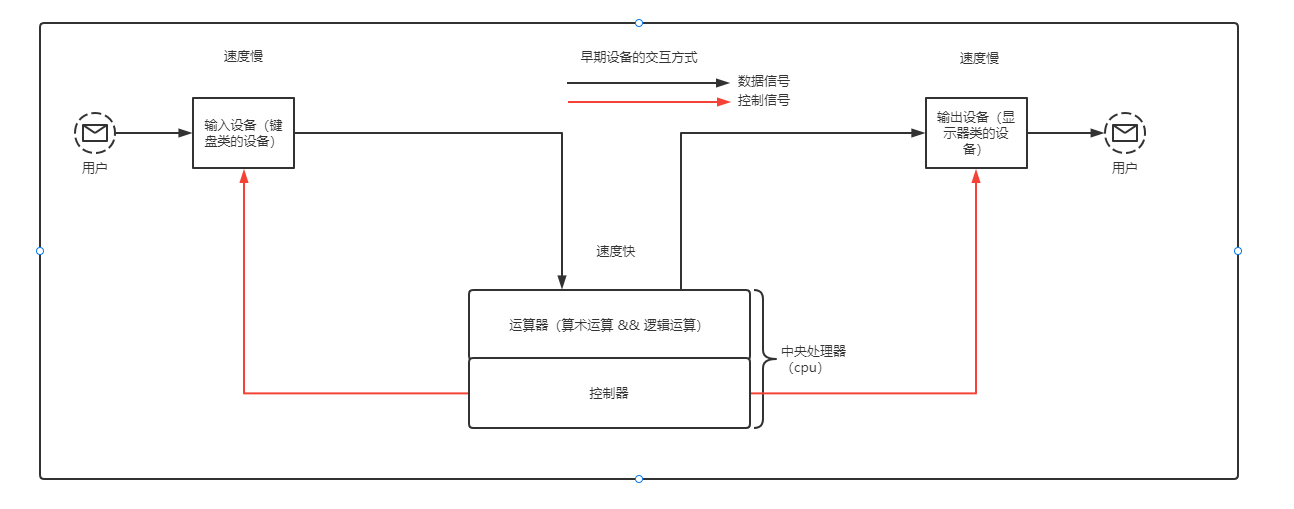 速度慢
早期设备的交互方式
速度慢
数据信号
控制信号
输入设备（键
盘类的设备）
输出设备（显
示器类的设
备）
用户
用户
速度快
运算器（算术运算 && 逻辑运算）
中央处理器
（cpu）
控制器